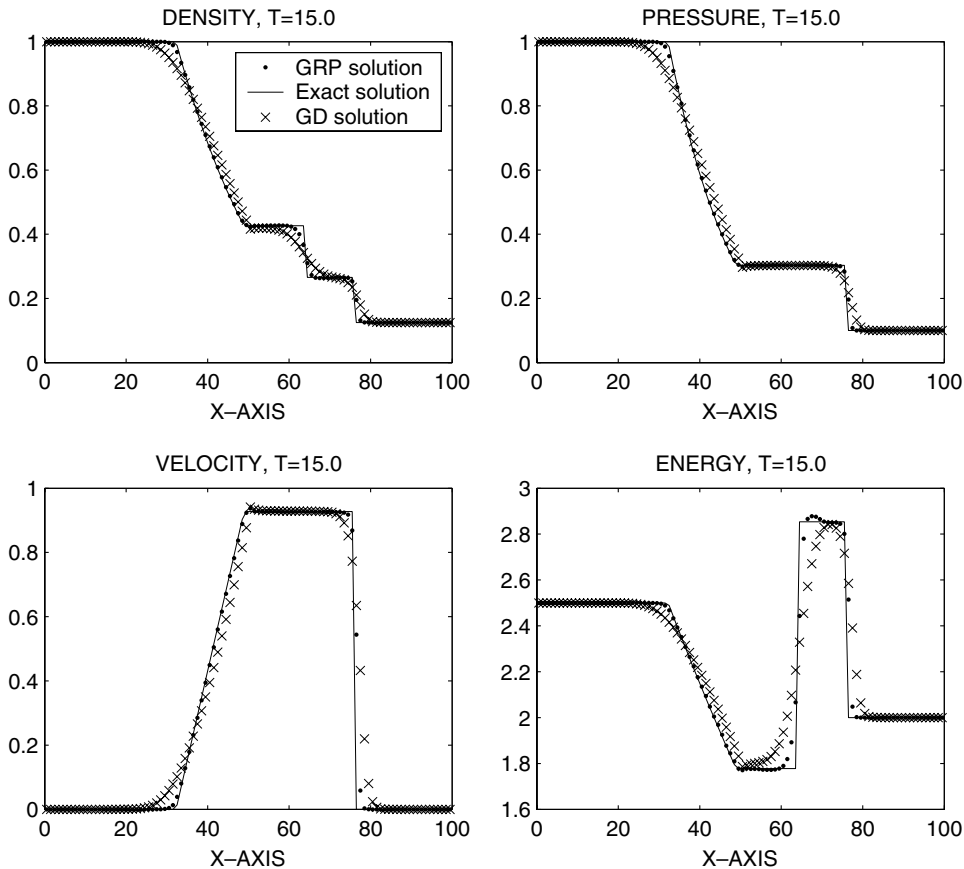 DENSITY, T=15.0
1
0.8
0.6
0.4
0.2
0
0 20 40 60 80 100
X–AXIS
GRP solution
Exact solution
GD solution
PRESSURE, T=15.0
1
0.8
0.6
0.4
0.2
0
0 20 40 60 80 100
X–AXIS
VELOCITY, T=15.0
1
0.8
0.6
0.4
0.2
0
0 20 40 60 80 100
X–AXIS
ENERGY, T=15.0
3
2.8
2.6
2.4
2.2
2
1.8
1.6
0 20 40 60 80 100
X–AXIS